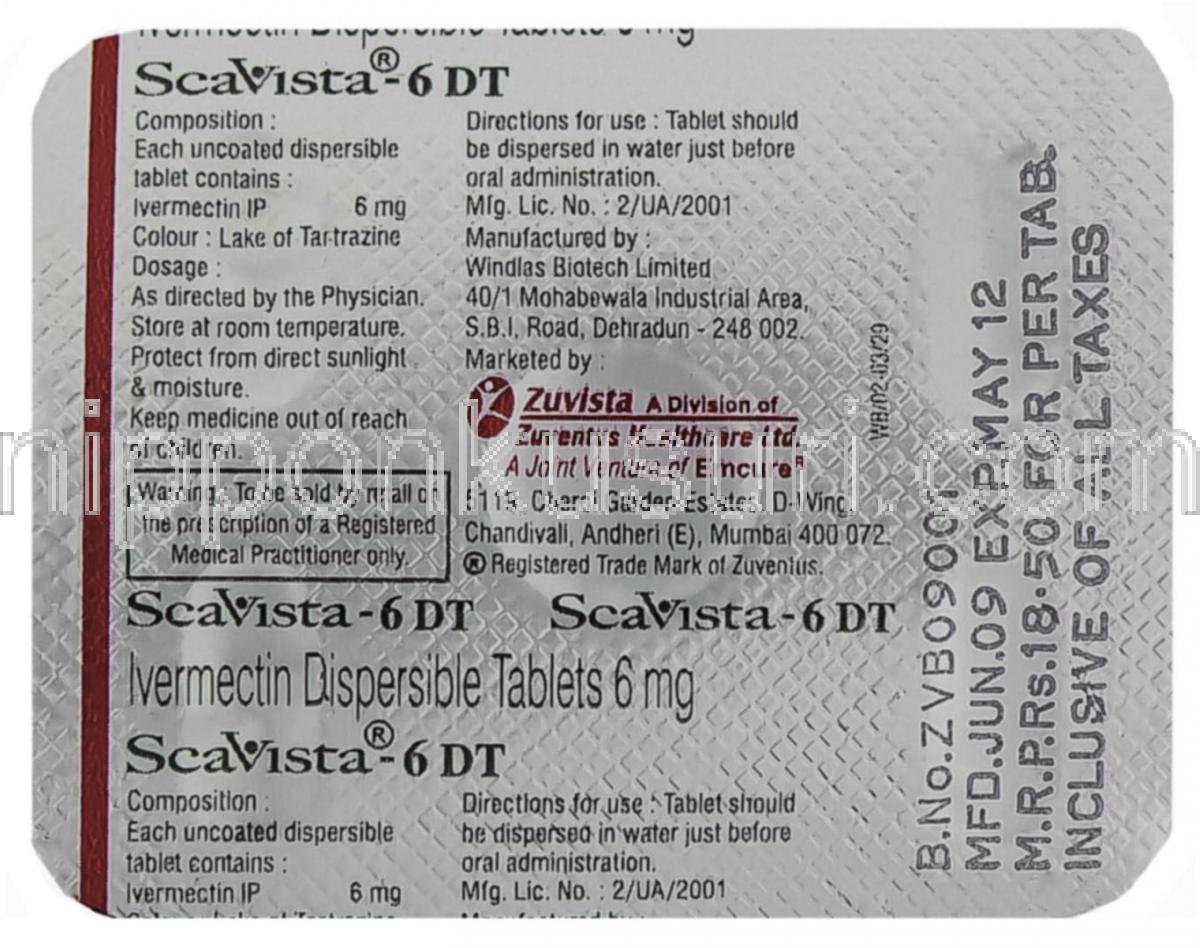 Ivermectin Dispersible Tablets 6 mg
ScaVista®-6 DT
Composition :
Each uncoated dispersible
tablet contains :
Ivermectin IP 6 mg
Colour : Lake of Tartrazine
Dosage :
As directed by the Physician.
Store at room temperature.
Protect from direct sunlight
& moisture.
Keep medicine out of reach
of children.
Warning : To be sold by retail on
the prescription of a Registered
Medical Practitioner only.
Directions for use : Tablet should
be dispersed in water just before
oral administration.
Mfg. Lic. No. : 2/UA/2001
Manufactured by :
Windlas Biotech Limited
40/1 Mohabewala Industrial Area,
S.B.I. Road, Dehradun - 248 002.
Marketed by :
Zuvista A Division of
Zuventus Healthcare Ltd.
A Joint Venture of Emcure®
Estates, D-Wing,
Chandivali, Andheri (E), Mumbai 400 072.
® Registered Trade Mark of Zuventus.
WB/02-03/29
ScaVista-6 DT ScaVista-6 DT
Ivermectin Dispersible Tablets 6 mg
ScaVista®-6 DT
Composition :
Each uncoated dispersible
tablet contains :
Ivermectin IP 6 mg
Directions for use : Tablet should
be dispersed in water just before
oral administration.
Mfg. Lic. No. : 2/UA/2001
B.No.ZVB09001
MFD.JUN.09 EXP.MAY 12
M.R.P.Rs.18.50 FOR PER TAB.
INCLUSIVE OF ALL TAXES
nipponkusuri.com